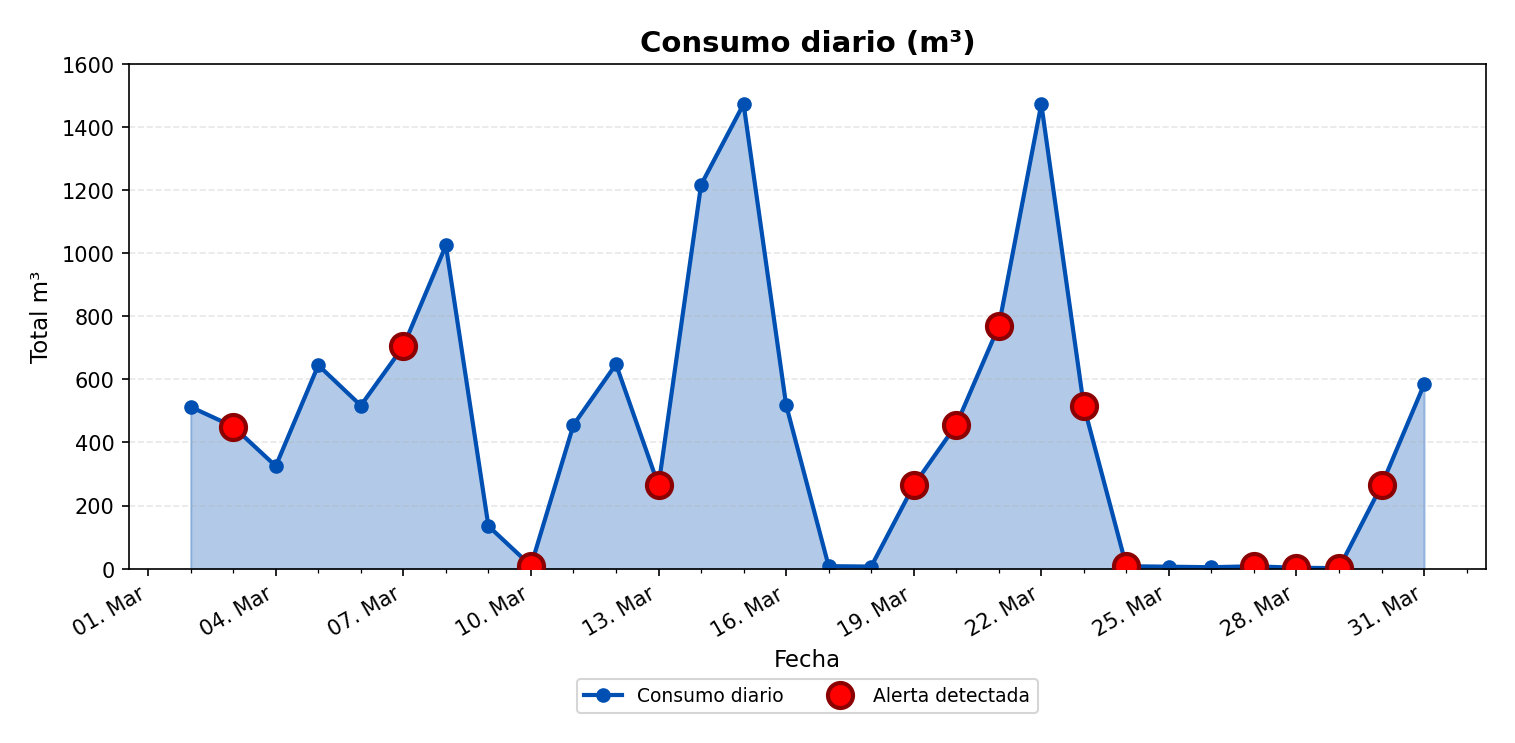 Consumo diario (m³)
1600
1400
1200
1000
800
600
400
200
0
Total m³
01. Mar
04. Mar
07. Mar
10. Mar
13. Mar
16. Mar
19. Mar
22. Mar
25. Mar
28. Mar
31. Mar
Fecha
Consumo diario
Alerta detectada